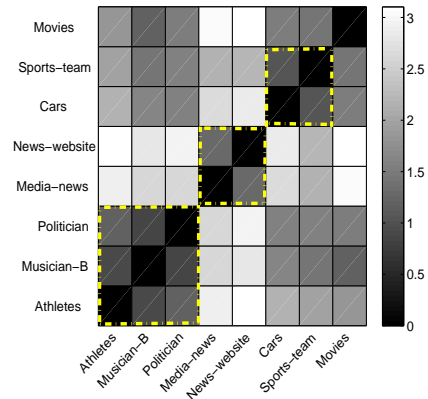 Movies
Sports-team
Cars
News-website
Media-news
Politician
Musician-B
Athletes
Athletes
Musician-B
Politician
Media-news
News-website
Cars
Sports-team
Movies
3
2.5
2
1.5
1
0.5
0